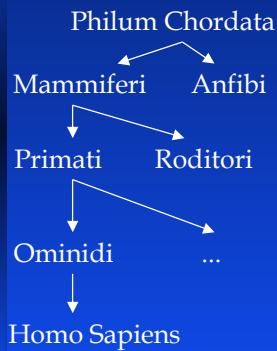 Philum Chordata
Mammiferi Anfibi
Primati Roditori
Ominidi ...
Homo Sapiens